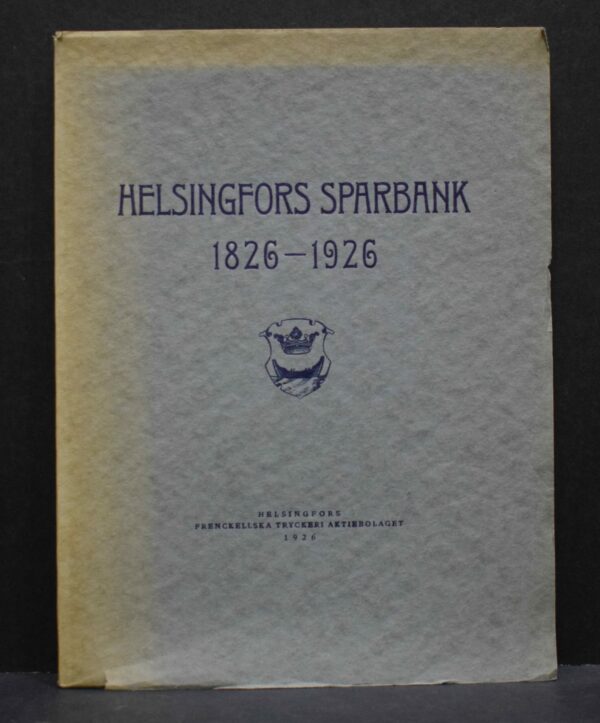 HELSINGFORS SPARBANK
1826–1926
HELSINGFORS
FRENCKELLSKA TRYCKERI AKTIEBOLAGET
1926